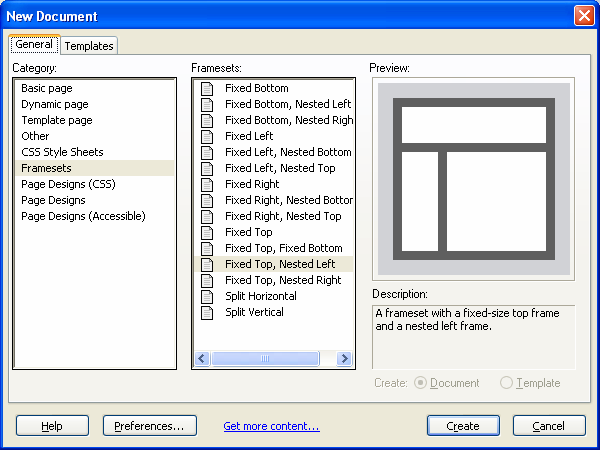 New Document
General
Templates
Category:
Basic page
Dynamic page
Template page
Other
CSS Style Sheets
Framesets
Page Designs (CSS)
Page Designs
Page Designs (Accessible)
Framesets:
Fixed Bottom
Fixed Bottom, Nested Left
Fixed Bottom, Nested Righ
Fixed Left
Fixed Left, Nested Bottom
Fixed Left, Nested Top
Fixed Right
Fixed Right, Nested Bottor
Fixed Right, Nested Top
Fixed Top
Fixed Top, Fixed Bottom
Fixed Top, Nested Left
Fixed Top, Nested Right
Split Horizontal
Split Vertical
Preview:
Description:
A frameset with a fixed-size top frame
and a nested left frame.
Create: Document Template
Help
Preferences...
Get more content...
Create
Cancel